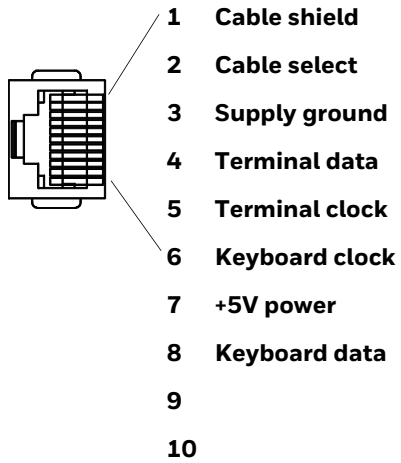 1 Cable shield
2 Cable select
3 Supply ground
4 Terminal data
5 Terminal clock
6 Keyboard clock
7 +5V power
8 Keyboard data
9
10